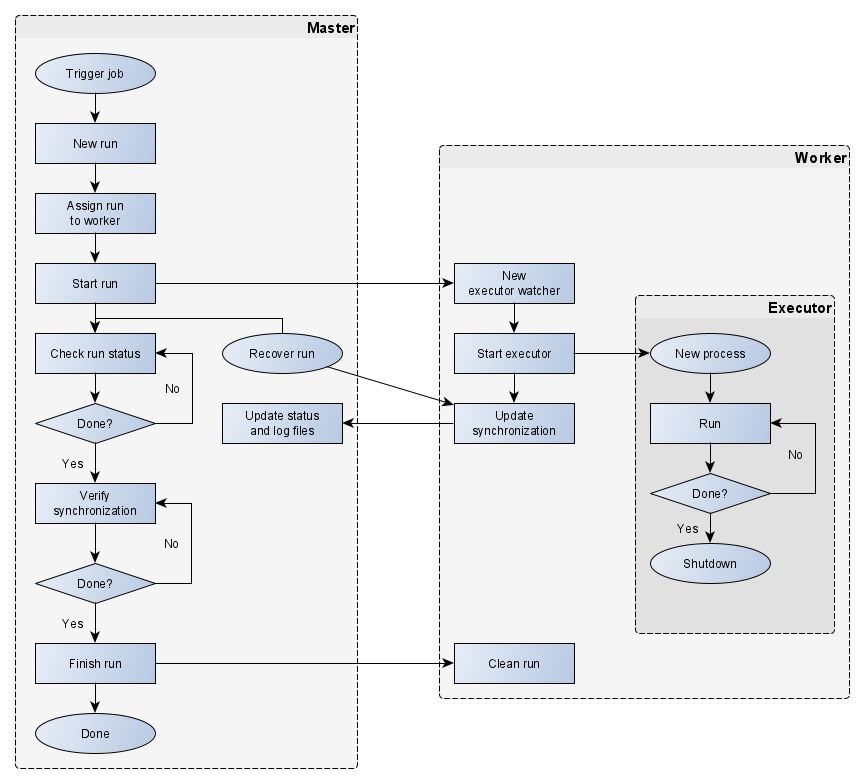 Master
Trigger job
New run
Assign run
to worker
Start run
Check run status
No
Done?
Yes
Verify
synchronization
No
Done?
Yes
Finish run
Done
Recover run
Update status
and log files
Worker
New
executor watcher
Start executor
Update
synchronization
Clean run
Executor
New process
Run
No
Done?
Yes
Shutdown